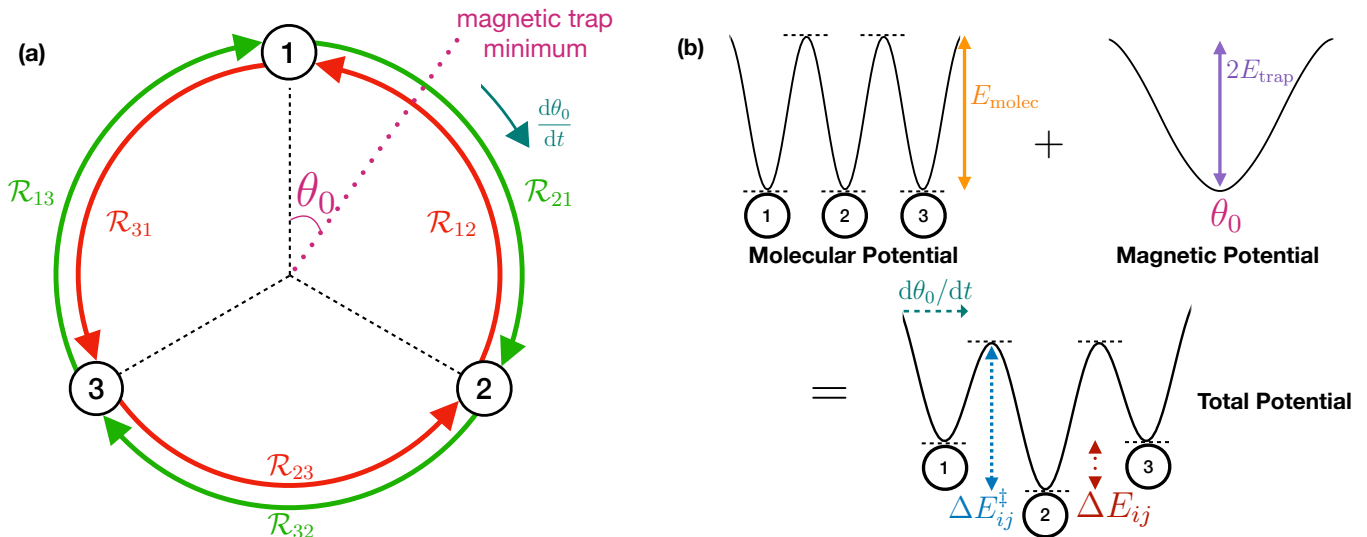 (a)
magnetic trap
minimum
1
dθ₀/dt
R₁₃
R₃₁
θ₀
R₁₂
R₂₁
3
2
R₂₃
R₃₂
(b)
E_molec
1 2 3
Molecular Potential
+
2E_trap
θ₀
Magnetic Potential
dθ₀/dt
=
Total Potential
1
2
3
ΔE‡ᵢⱼ
ΔEᵢⱼ